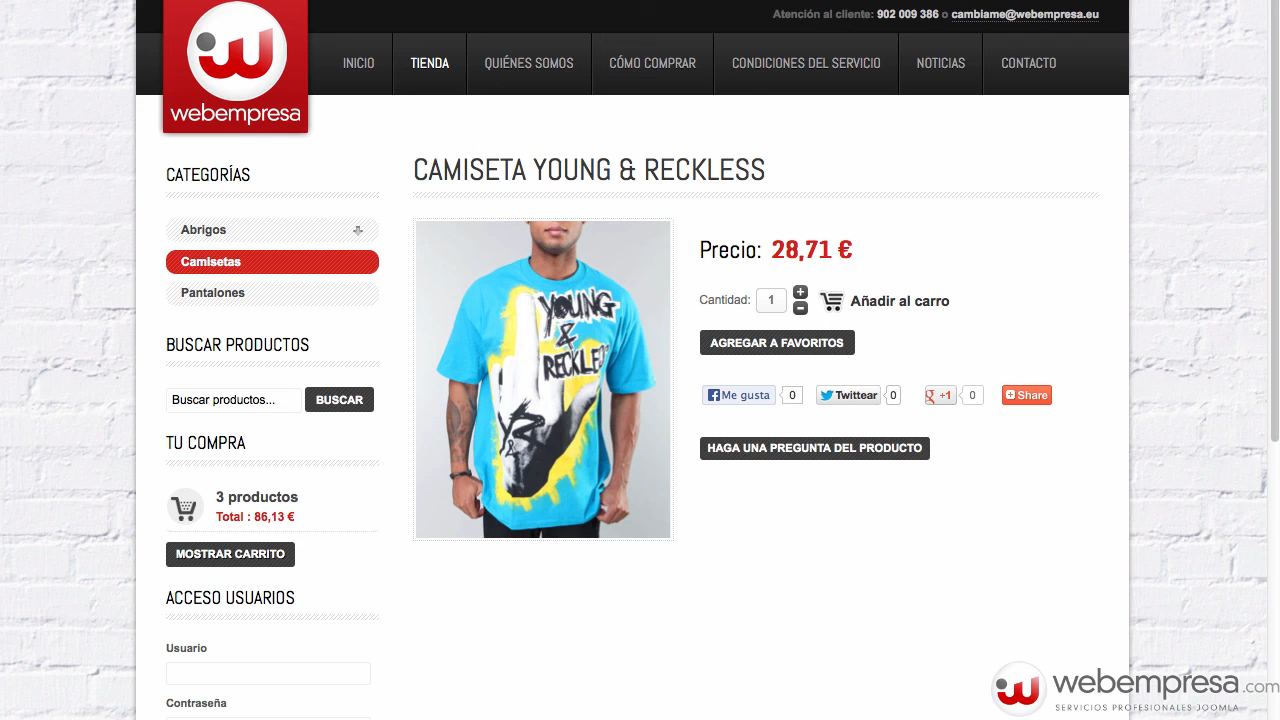 Atención al cliente: 902 009 386 o cambiame@webempresa.eu
webempresa
INICIO
TIENDA
QUIÉNES SOMOS
CÓMO COMPRAR
CONDICIONES DEL SERVICIO
NOTICIAS
CONTACTO
CATEGORÍAS
Abrigos
Camisetas
Pantalones
BUSCAR PRODUCTOS
Buscar productos...
BUSCAR
TU COMPRA
3 productos
Total : 86,13 €
MOSTRAR CARRITO
ACCESO USUARIOS
Usuario
Contraseña
CAMISETA YOUNG & RECKLESS
YOUNG
&
RECKLESS
Y&R
Precio: 28,71 €
Cantidad: 1
Añadir al carro
AGREGAR A FAVORITOS
Me gusta 0
Twittear 0
+1 0
Share
HAGA UNA PREGUNTA DEL PRODUCTO
webempresa.com
SERVICIOS PROFESIONALES JOOMLA